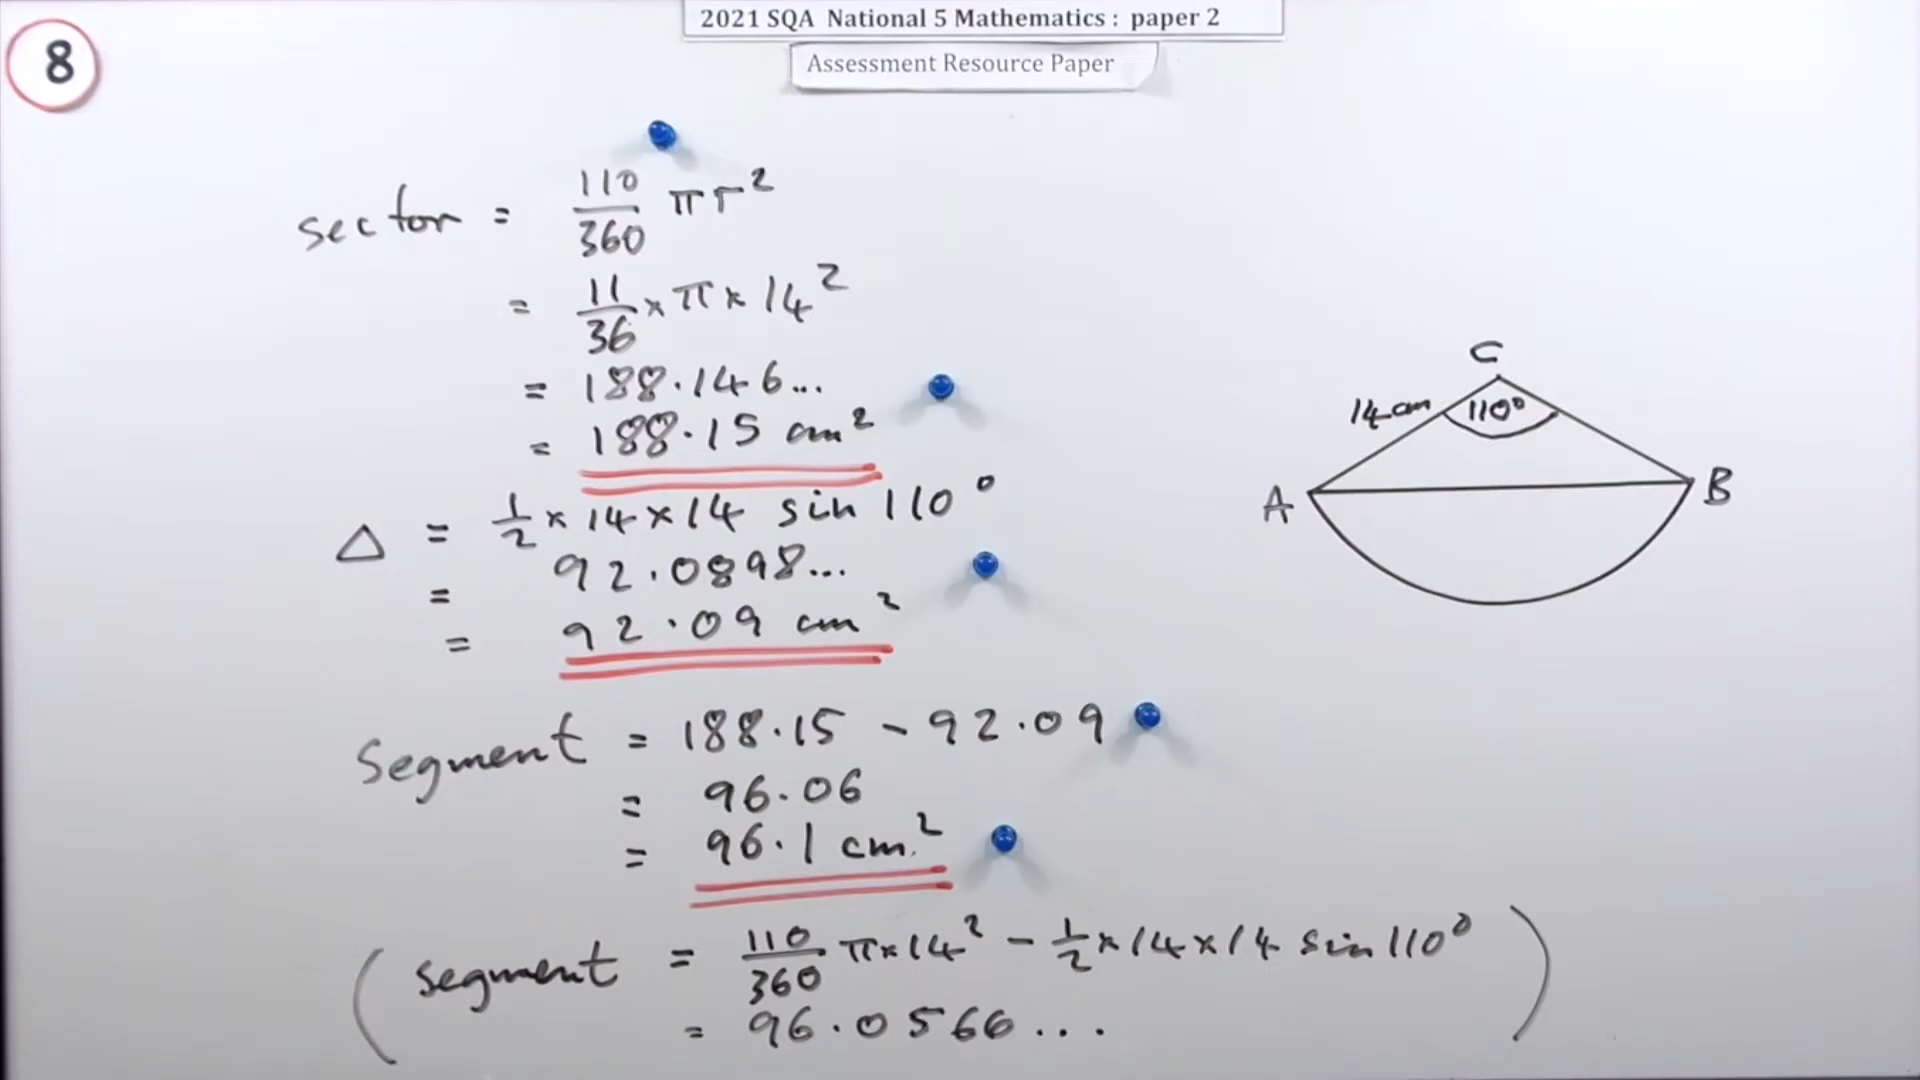 2021 SQA National 5 Mathematics : paper 2
Assessment Resource Paper
8
sector = 110/360 πr²
= 11/36 × π × 14²
= 188.146...
= 188.15 cm²
△ = 1/2 × 14 × 14 sin 110°
= 92.0898...
= 92.09 cm²
C
14cm 110°
A B
Segment = 188.15 - 92.09
= 96.06
= 96.1 cm²
(segment = 110/360 π×14² - 1/2 × 14 × 14 sin 110°
= 96.0566...)